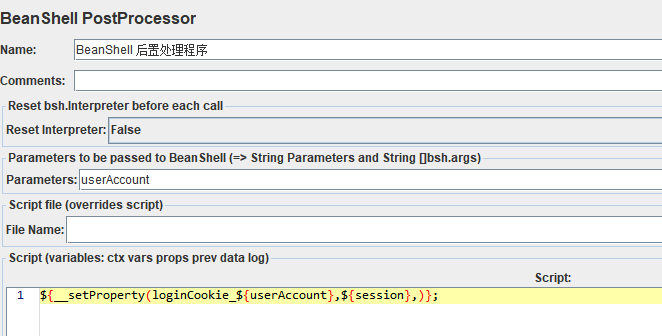 BeanShell PostProcessor
Name: BeanShell 后置处理程序
Comments:
Reset bsh.Interpreter before each call
Reset Interpreter: False
Parameters to be passed to BeanShell (=> String Parameters and String []bsh.args)
Parameters: userAccount
Script file (overrides script)
File Name:
Script (variables: ctx vars props prev data log)
Script:
1 ${__setProperty(loginCookie_${userAccount},${session},)};